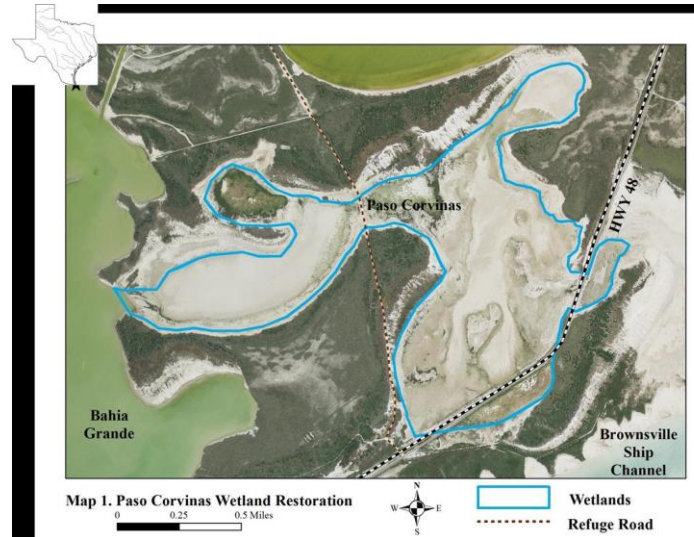 Paso Corvinas
HWY 48
Bahia
Grande
Brownsville
Ship
Channel
Map 1. Paso Corvinas Wetland Restoration
0 0.25 0.5 Miles
N
W E
S
Wetlands
Refuge Road